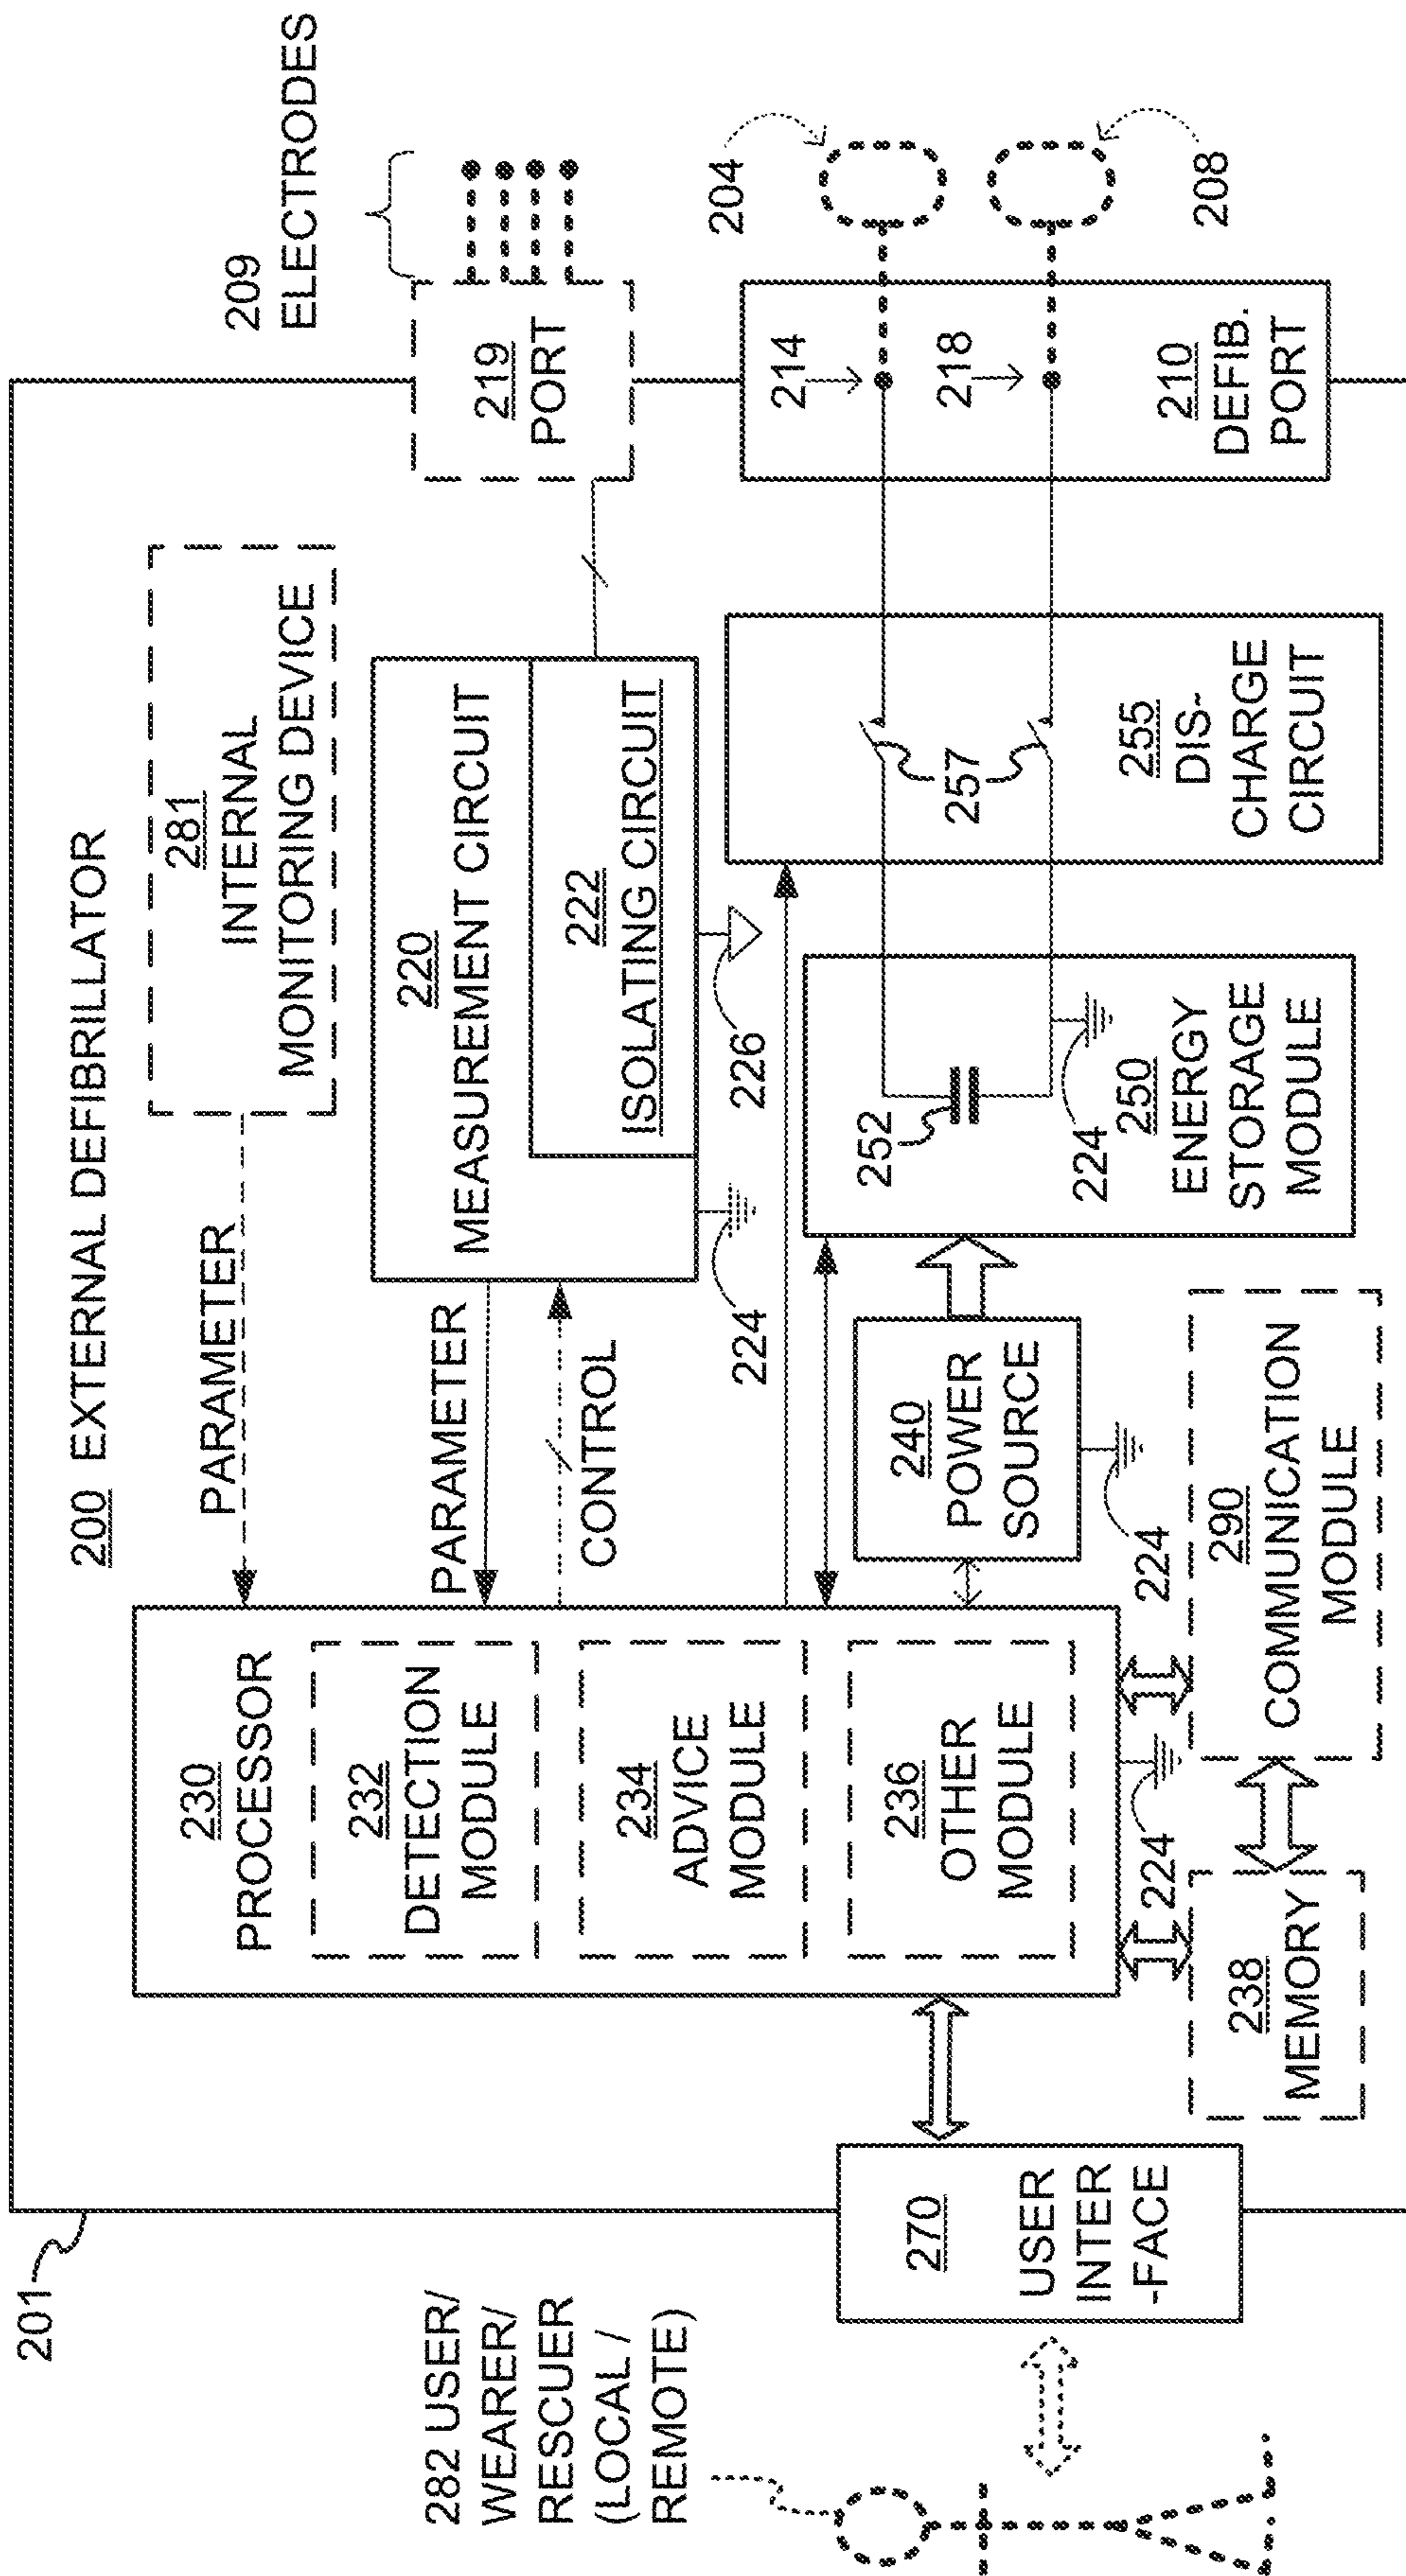 201
200 EXTERNAL DEFIBRILLATOR
282 USER/
WEARER/
RESCUER
(LOCAL /
REMOTE)
270
USER
INTER
-FACE
230
PROCESSOR
232
DETECTION
MODULE
234
ADVICE
MODULE
236
OTHER
MODULE
238
MEMORY
224
290
COMMUNICATION
MODULE
PARAMETER
PARAMETER
CONTROL
281
INTERNAL
MONITORING DEVICE
220
MEASUREMENT CIRCUIT
222
ISOLATING CIRCUIT
224
226
240
POWER
SOURCE
224
252
224
250
ENERGY
STORAGE
MODULE
257
255
DIS~
CHARGE
CIRCUIT
209
ELECTRODES
219
PORT
214
218
210
DEFIB.
PORT
204
208